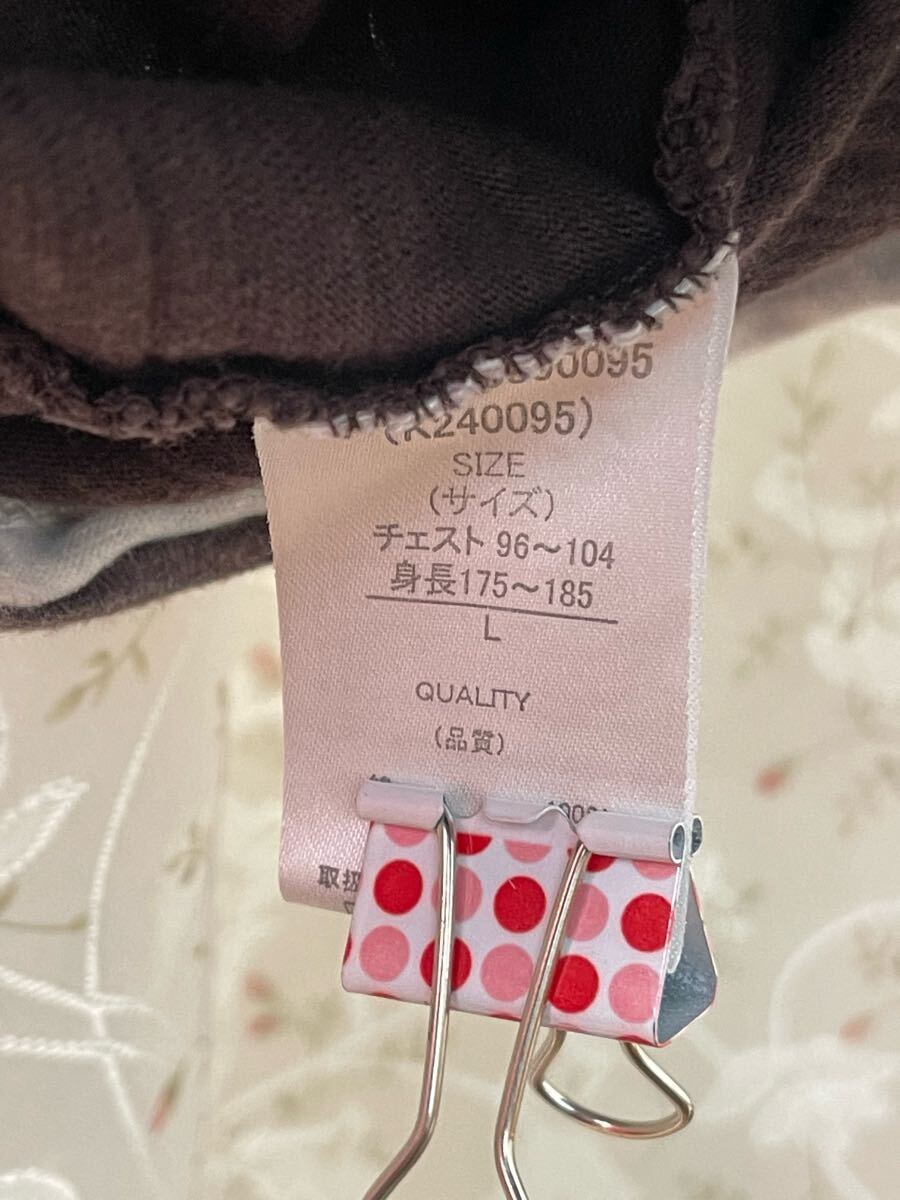 240095)
SIZE
(サイズ)
チェスト 96～104
身長175～185
L
QUALITY
(品質)